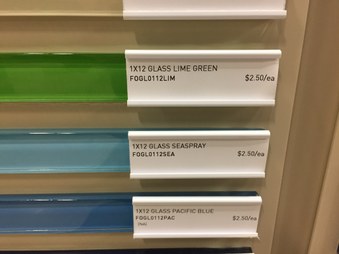 1X12 GLASS LIME GREEN
FOGL0112LIM $2.50/ea
1X12 GLASS SEASPRAY
FOGL0112SEA $2.50/ea
1X12 GLASS PACIFIC BLUE
FOGL0112PAC $2.50/ea